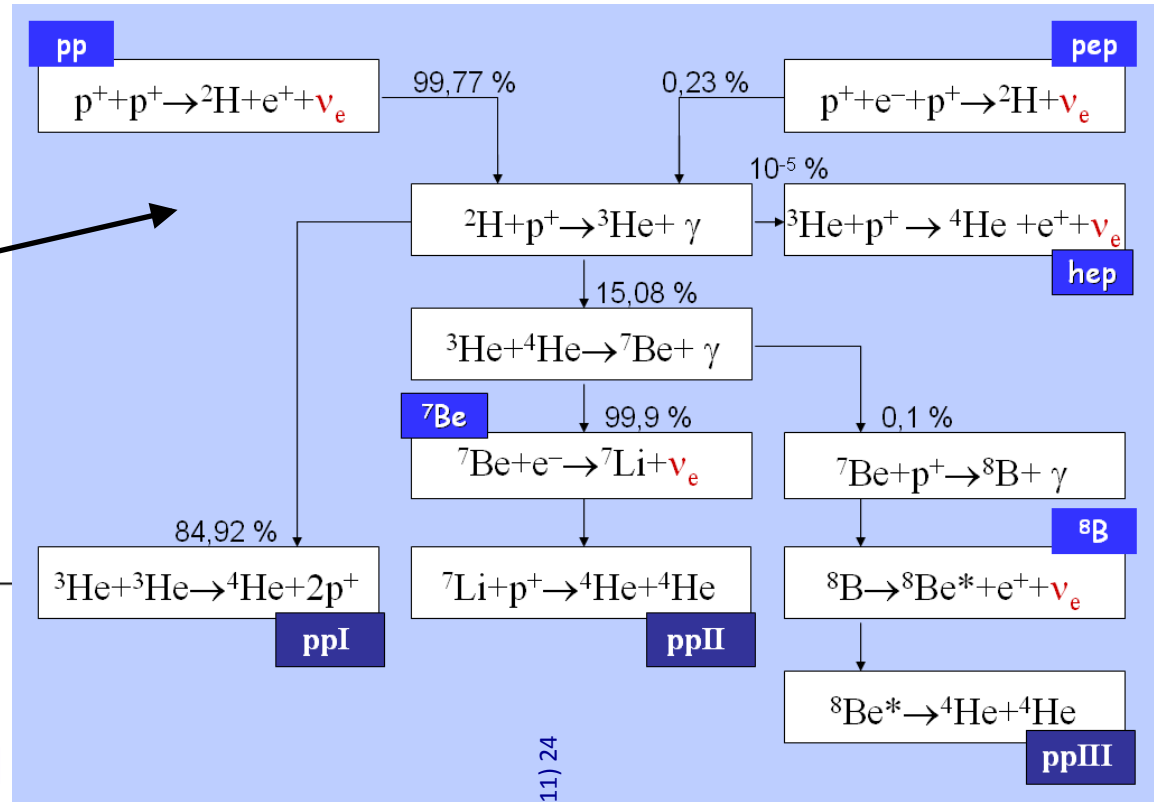 pp
pep
p⁺+p⁺→²H+e⁺+νₑ
99,77 %
0,23 %
p⁺+e⁻+p⁺→²H+νₑ
10⁻⁵ %
²H+p⁺→³He+ γ
³He+p⁺ → ⁴He +e⁺+νₑ
hep
15,08 %
³He+⁴He→⁷Be+ γ
⁷Be
99,9 %
0,1 %
⁷Be+e⁻→⁷Li+νₑ
⁷Be+p⁺→⁸B+ γ
84,92 %
⁸B
³He+³He→⁴He+2p⁺
⁷Li+p⁺→⁴He+⁴He
⁸B→⁸Be*+e⁺+νₑ
ppI
ppII
⁸Be*→⁴He+⁴He
ppIII
11) 24